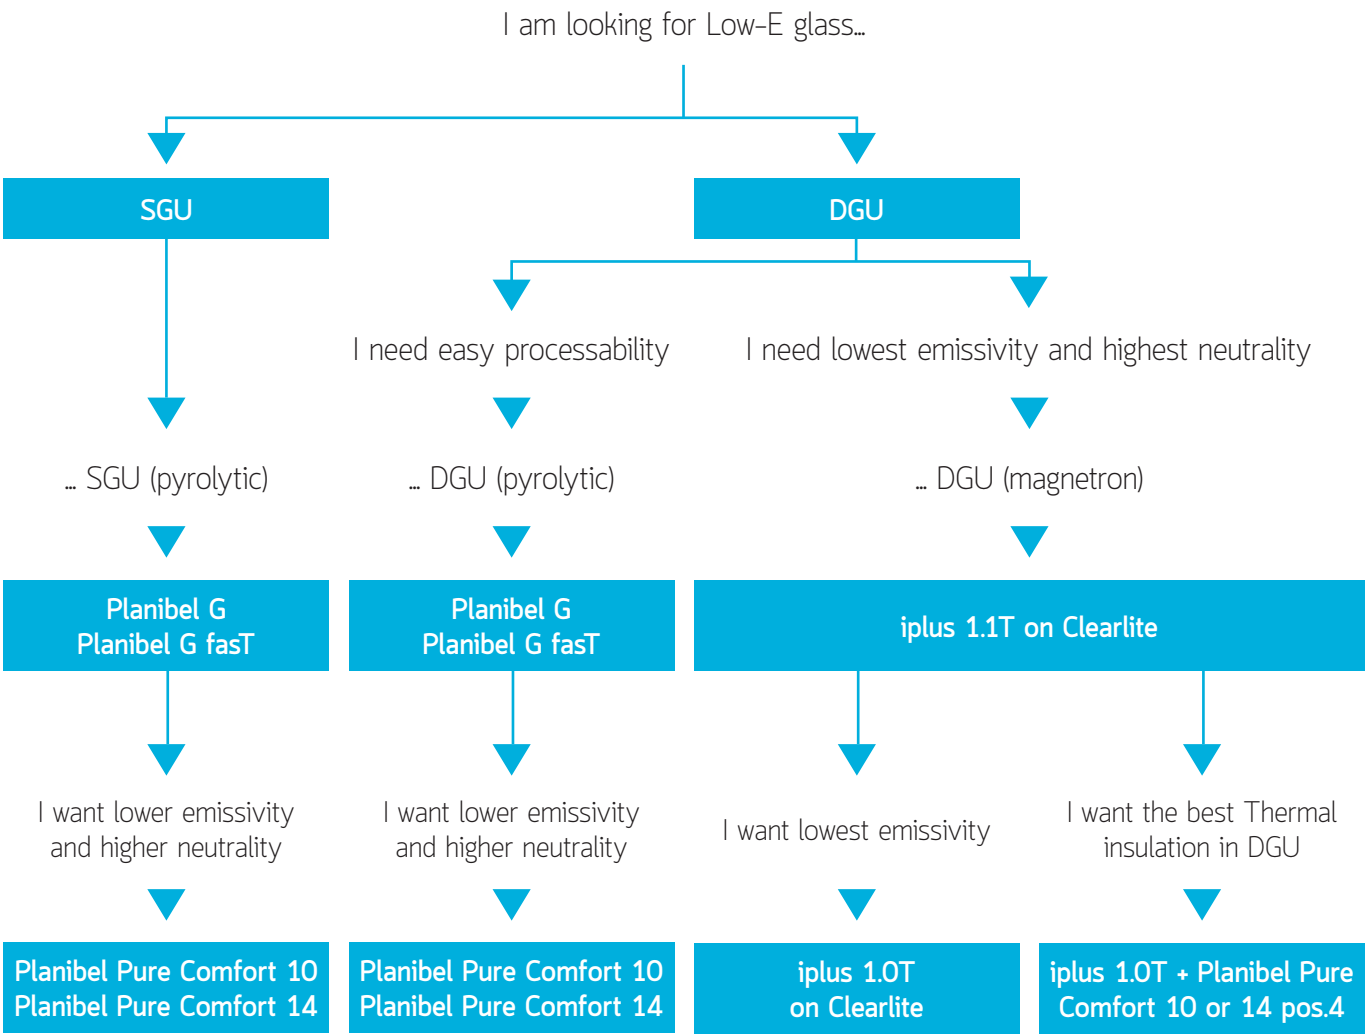 I am looking for Low-E glass...
SGU
DGU
I need easy processability
I need lowest emissivity and highest neutrality
... SGU (pyrolytic)
... DGU (pyrolytic)
... DGU (magnetron)
Planibel G
Planibel G fasT
Planibel G
Planibel G fasT
iplus 1.1T on Clearlite
I want lower emissivity
and higher neutrality
I want lower emissivity
and higher neutrality
I want lowest emissivity
I want the best Thermal
insulation in DGU
Planibel Pure Comfort 10
Planibel Pure Comfort 14
Planibel Pure Comfort 10
Planibel Pure Comfort 14
iplus 1.0T
on Clearlite
iplus 1.0T + Planibel Pure
Comfort 10 or 14 pos.4